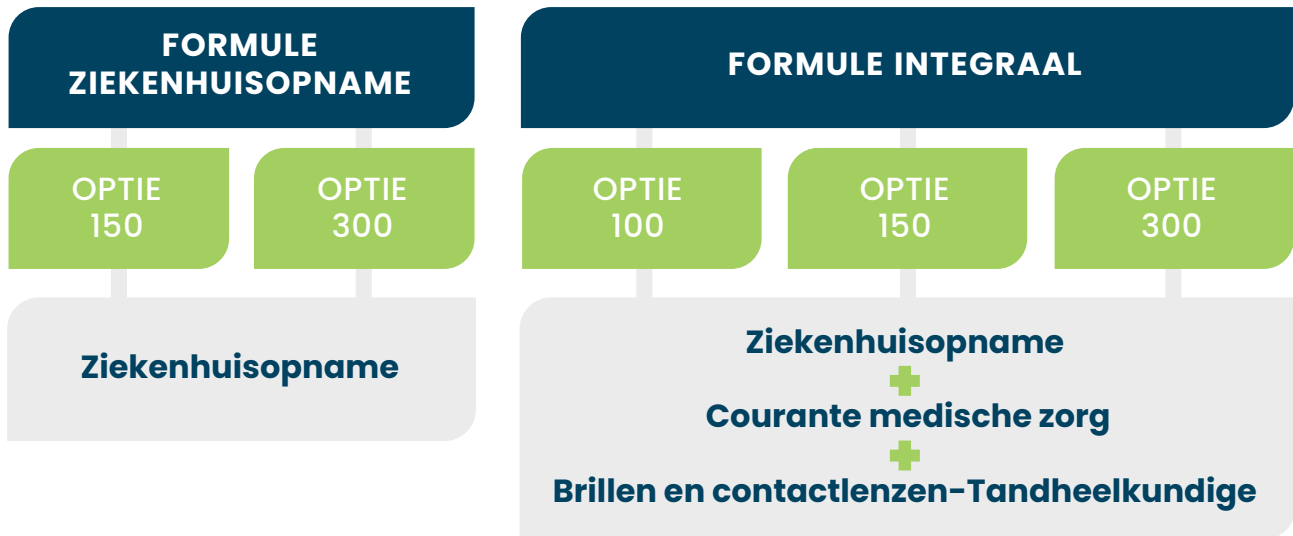 FORMULE
ZIEKENHUISOPNAME
OPTIE
150
OPTIE
300
Ziekenhuisopname
FORMULE INTEGRAAL
OPTIE
100
OPTIE
150
OPTIE
300
Ziekenhuisopname
Courante medische zorg
Brillen en contactlenzen-Tandheelkundige